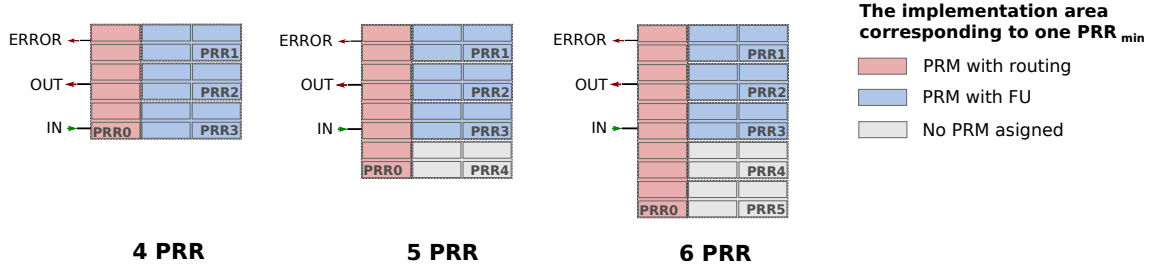 ERROR
OUT
IN
PRR1
PRR2
PRR0
PRR3
4 PRR
ERROR
OUT
IN
PRR1
PRR2
PRR3
PRR0
PRR4
5 PRR
ERROR
OUT
IN
PRR1
PRR2
PRR3
PRR4
PRR0
PRR5
6 PRR
The implementation area
corresponding to one PRR min
PRM with routing
PRM with FU
No PRM asigned